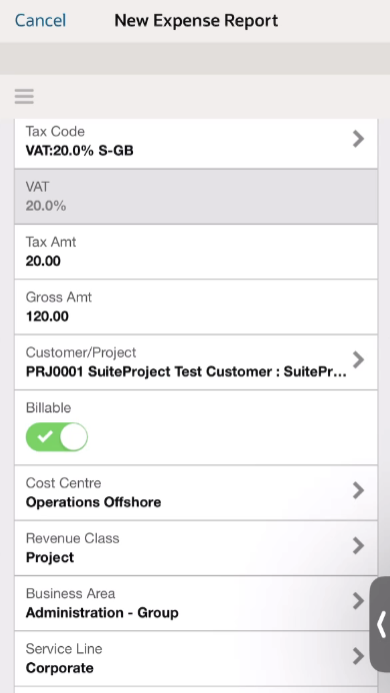 Cancel New Expense Report
Tax Code
VAT:20.0% S-GB
VAT
20.0%
Tax Amt
20.00
Gross Amt
120.00
Customer/Project
PRJ0001 SuiteProject Test Customer : SuitePr...
Billable
Cost Centre
Operations Offshore
Revenue Class
Project
Business Area
Administration - Group
Service Line
Corporate